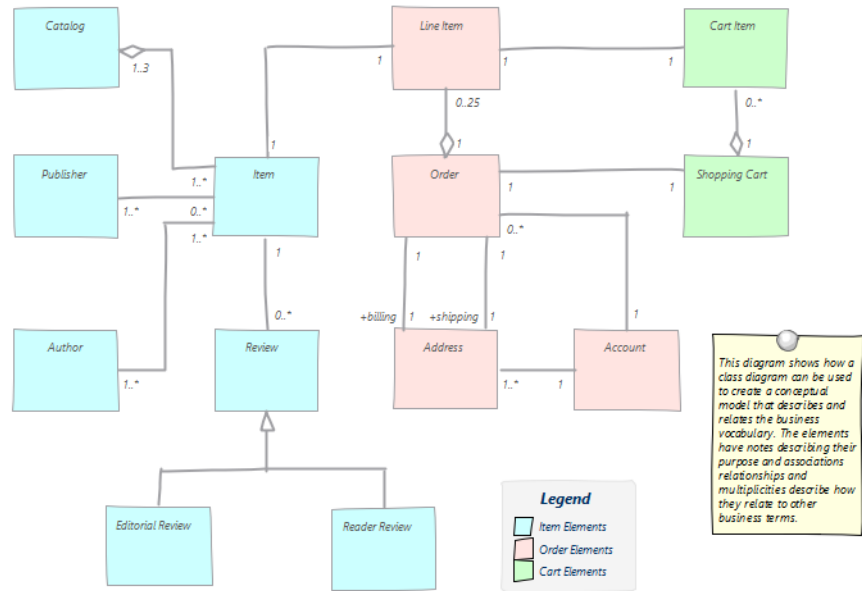 Catalog
Line Item
Cart Item
1..3
1
1
1
0..25
0..*
1
1
1
Publisher
Item
Order
Shopping Cart
1..*
1
1
1..*
0..*
1..*
0..*
1
1
1
0..*
+billing
1
+shipping
1
1
Author
Review
Address
Account
1..*
1..*
1
This diagram shows how a
class diagram can be used
to create a conceptual
model that describes and
relates the business
vocabulary. The elements
have notes describing their
purpose and associations
relationships and
multiplicities describe how
they relate to other
business terms.
Editorial Review
Reader Review
Legend
Item Elements
Order Elements
Cart Elements